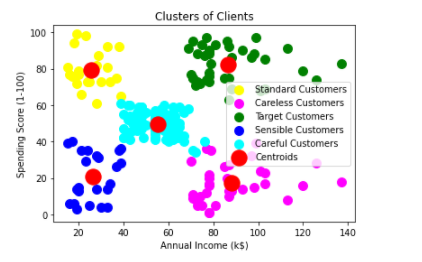 Clusters of Clients
100
80
60
40
20
0
Spending Score (1-100)
Standard Customers
Careless Customers
Target Customers
Sensible Customers
Careful Customers
Centroids
20
40
60
80
100
120
140
Annual Income (k$)